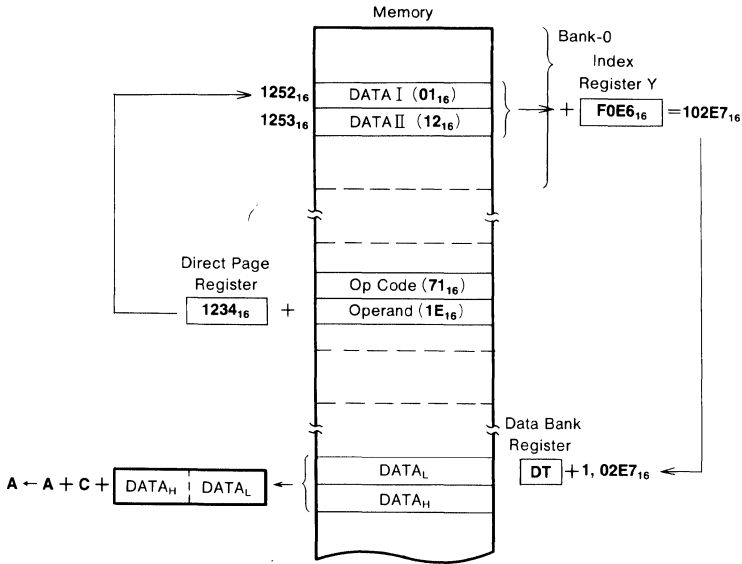 Memory
Bank-0
Index
Register Y
1252₁₆ DATA Ⅰ (01₁₆) + F0E6₁₆ =102E7₁₆
1253₁₆ DATA Ⅱ (12₁₆)
Direct Page
Register
Op Code (71₁₆)
1234₁₆ + Operand (1E₁₆)
Data Bank
Register
DATA_L DT +1, 02E7₁₆
A ← A + C + DATA_H DATA_L ←
DATA_H